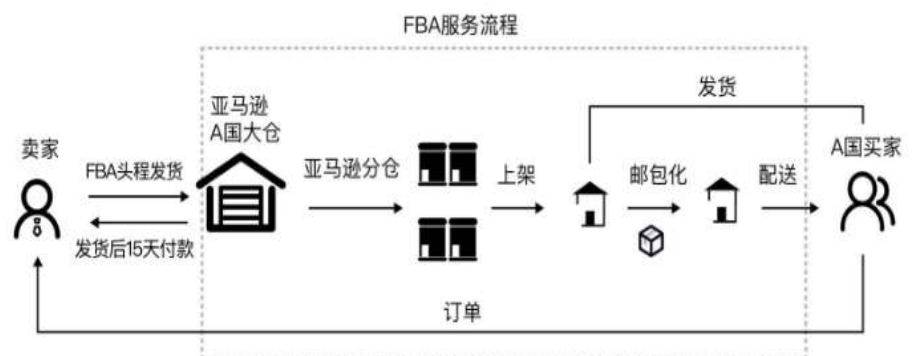 FBA服务流程
亚马逊
A国大仓
发货
卖家
A国买家
FBA头程发货
亚马逊分仓
上架
邮包化
配送
发货后15天付款
订单